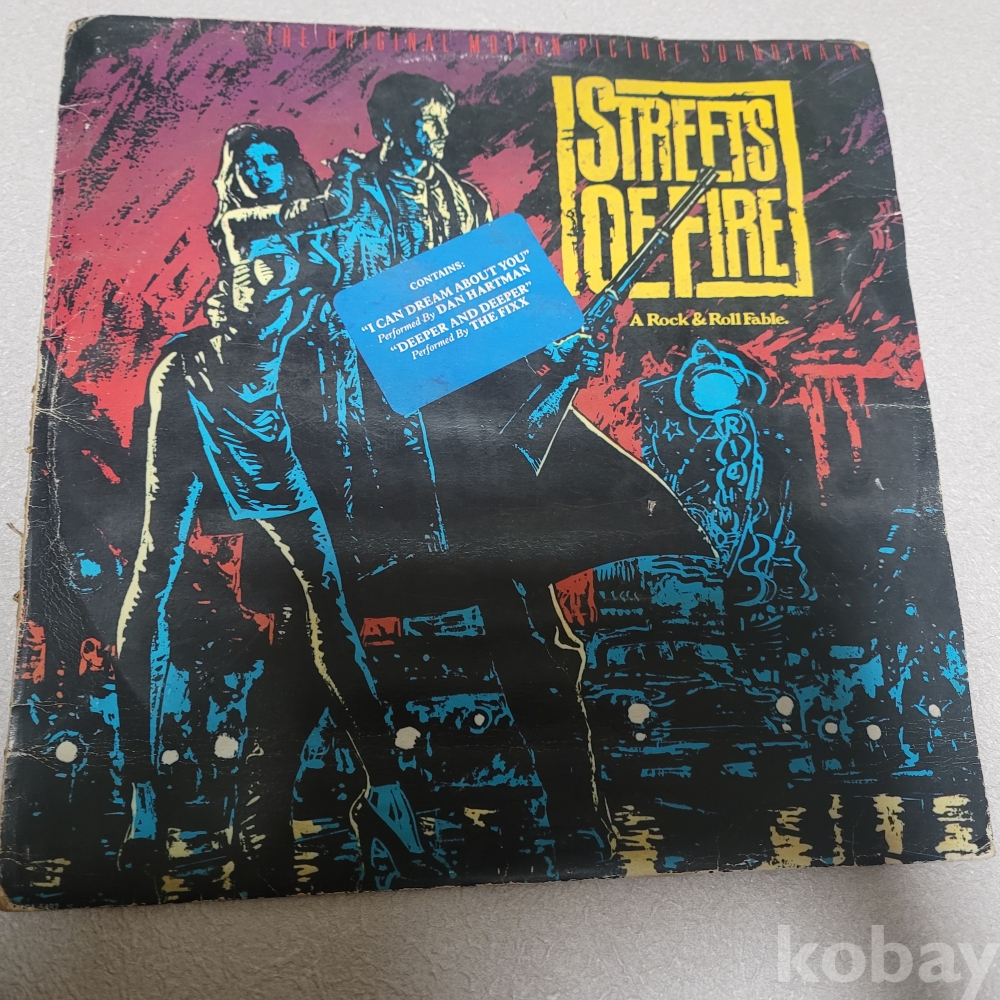 THE ORIGINAL MOTION PICTURE SOUNDTRACK
STREETS
OF FIRE
A Rock & Roll Fable.
CONTAINS:
"I CAN DREAM ABOUT YOU"
Performed By DAN HARTMAN
"DEEPER AND DEEPER"
Performed By THE FIXX
kobay